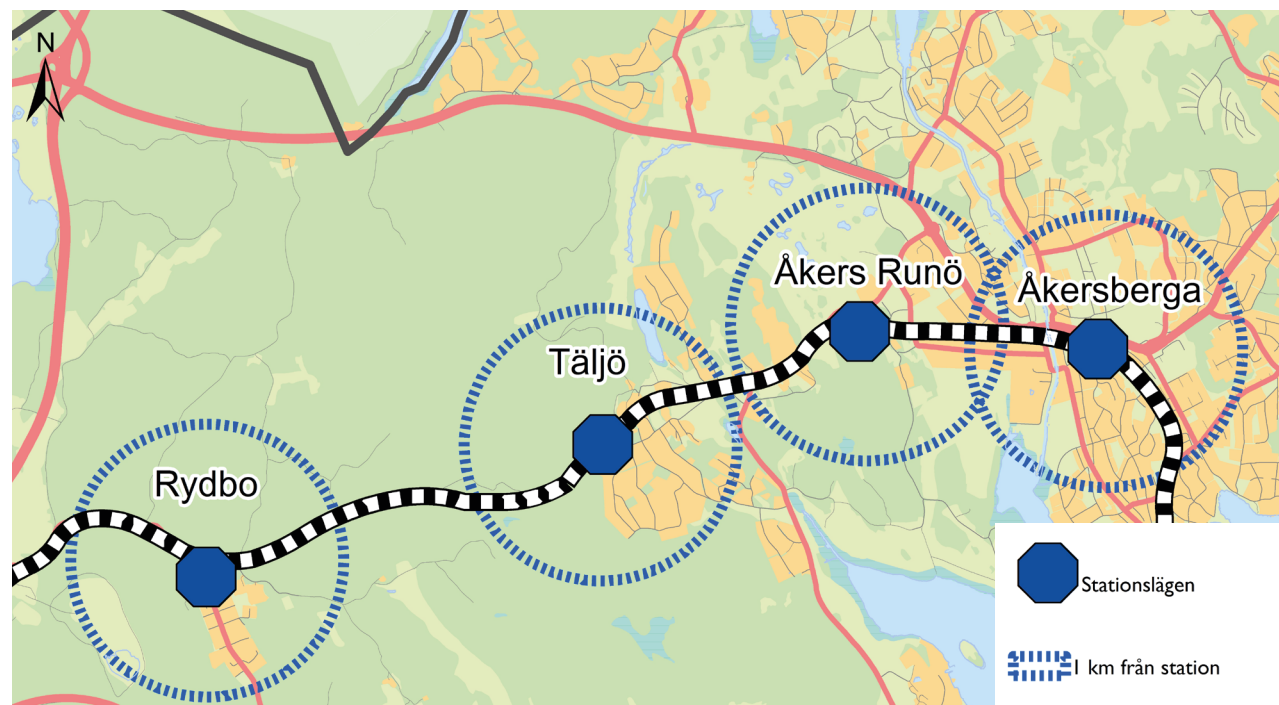 N
Åkers Runö
Åkersberga
Täljö
Rydbo
Stationslägen
1 km från station